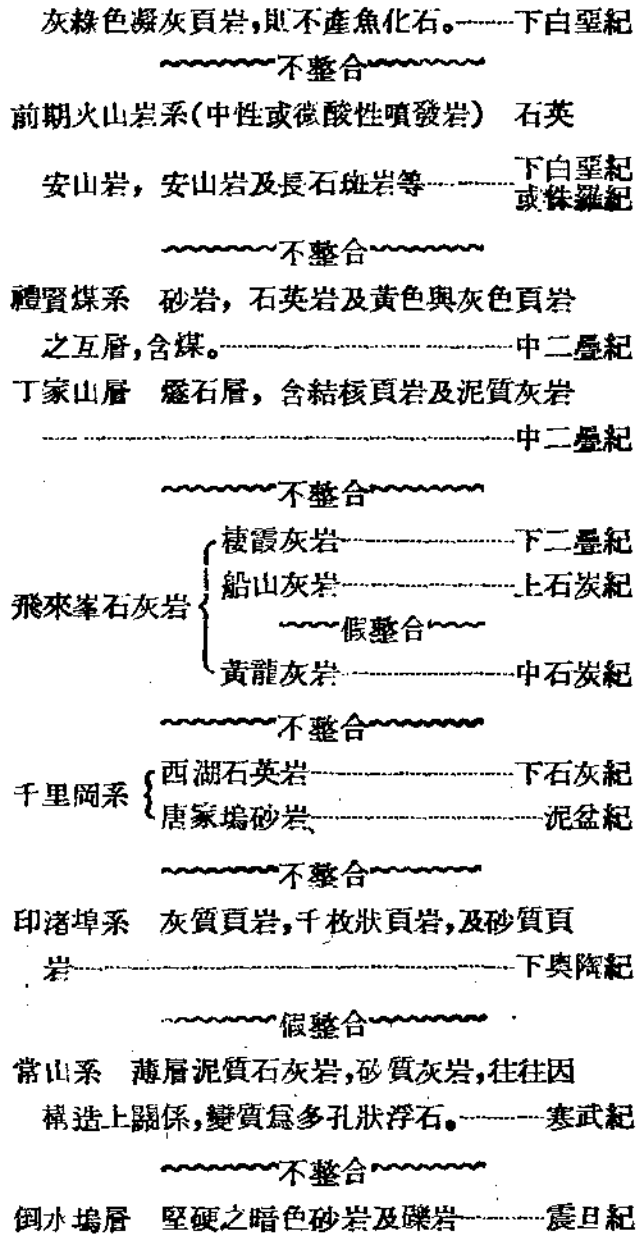 灰綠色凝灰頁岩,則不產魚化石。——下白堊紀
～～～不整合～～～
前期火山岩系(中性或微酸性噴發岩)　石英
安山岩，安山岩及長石斑岩等………下白堊紀
或侏羅紀
～～～不整合～～～
禮賢煤系　砂岩，石英岩及黃色與灰色頁岩
之互層,含煤。………中二疊紀
丁家山層　燧石層，含結核頁岩及泥質灰岩
………中二疊紀
～～～不整合～～～
棲霞灰岩………下二疊紀
船山灰岩………上石炭紀
飛來峯石灰岩
～～～假整合～～～
黃龍灰岩………中石炭紀
～～～不整合～～～
西湖石英岩………下石灰紀
千里岡系
唐家塢砂岩………泥盆紀
～～～不整合～～～
印渚埠系　灰質頁岩,千枚狀頁岩,及砂質頁
岩………下奧陶紀
～～～假整合～～～
常山系　薄層泥質石灰岩,砂質灰岩,往往因
構造上關係,變質爲多孔狀浮石。………寒武紀
～～～不整合～～～
倒水塢層　堅硬之暗色砂岩及礫岩………震旦紀